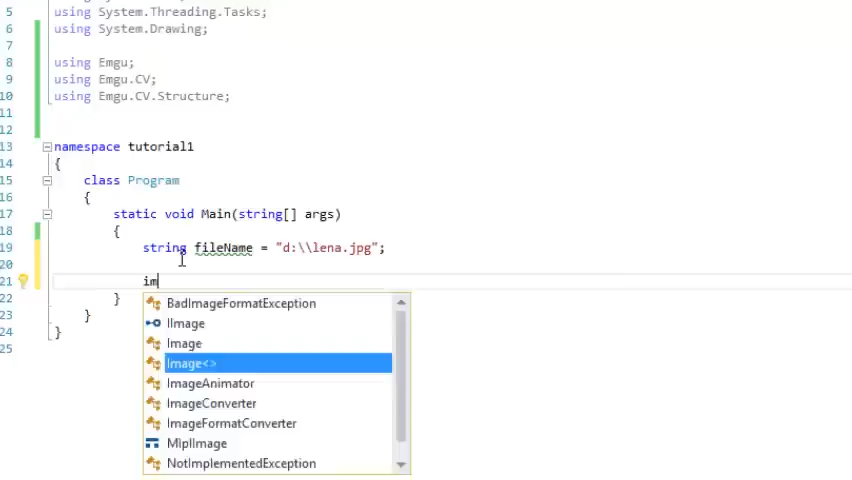 5 using System.Threading.Tasks;
6 using System.Drawing;
7
8 using Emgu;
9 using Emgu.CV;
10 using Emgu.CV.Structure;
11
12
13 namespace tutorial1
14 {
15 class Program
16 {
17 static void Main(string[] args)
18 {
19 string fileName = "d:\\lena.jpg";
20
21 im
22 }
23 }
24 }
25
BadImageFormatException
IImage
Image
Image<>
ImageAnimator
ImageConverter
ImageFormatConverter
MIplImage
NotImplementedException